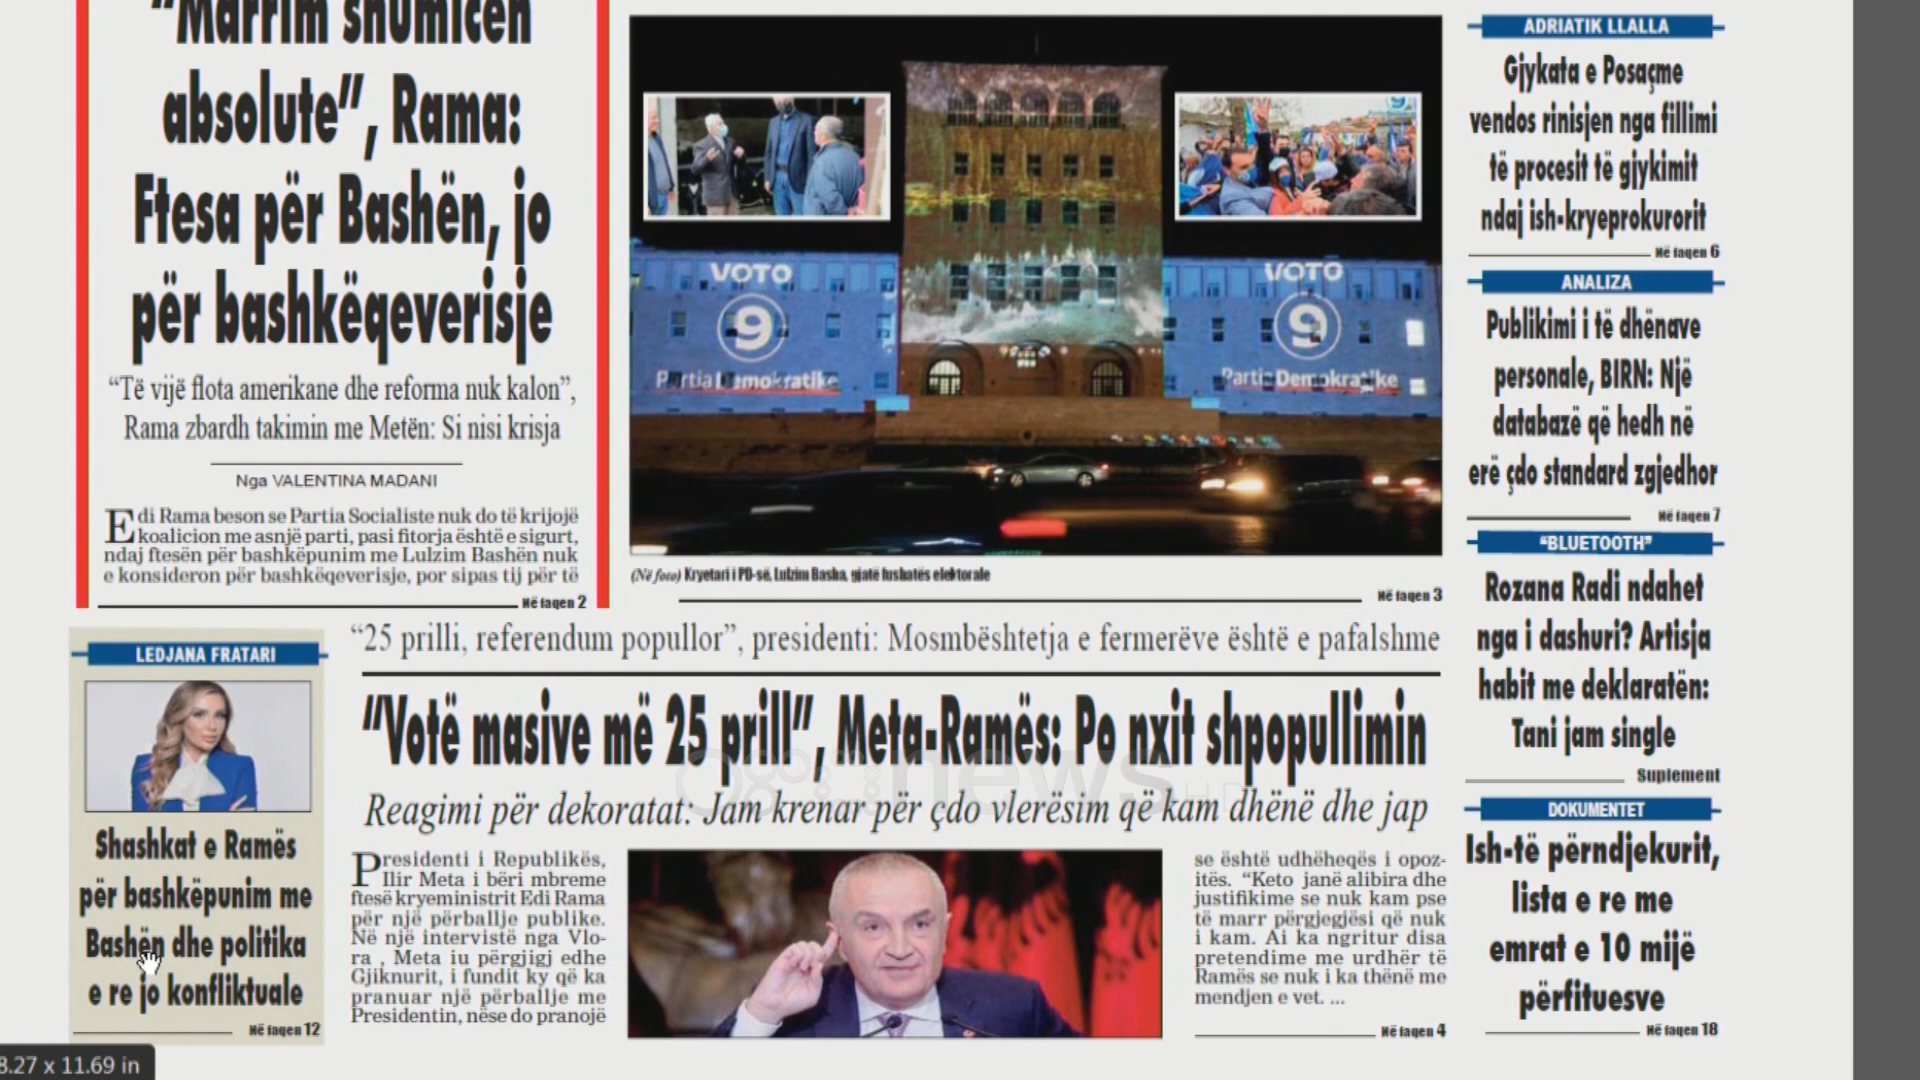 “Marrim shumicën
absolute”, Rama:
Ftesa për Bashën, jo
për bashkëqeverisje
“Të vijë flota amerikane dhe reforma nuk kalon”,
Rama zbardh takimin me Metën: Si nisi krisja
Nga VALENTINA MADANI
Edi Rama beson se Partia Socialiste nuk do të krijojë
koalicion me asnjë parti, pasi fitorja është e sigurt,
ndaj ftesën për bashkëpunim me Lulzim Bashën nuk
e konsideron për bashkëqeverisje, por sipas tij për të
Në faqen 2
VOTO
9
Partia Demokratike
VOTO
9
Partia Demokratike
9
(Në foto) Kryetari i PD-së, Lulzim Basha, gjatë fushatës elektorale
Në faqen 3
ADRIATIK LLALLA
Gjykata e Posaçme
vendos rinisjen nga fillimi
të procesit të gjykimit
ndaj ish-kryeprokurorit
Në faqen 6
ANALIZA
Publikimi i të dhënave
personale, BIRN: Një
databazë që hedh në
erë çdo standard zgjedhor
Në faqen 7
“BLUETOOTH”
Rozana Radi ndahet
nga i dashuri? Artisja
habit me deklaratën:
Tani jam single
Suplement
DOKUMENTET
Ish-të përndjekurit,
lista e re me
emrat e 10 mijë
përfituesve
Në faqen 18
LEDJANA FRATARI
Shashkat e Ramës
për bashkëpunim me
Bashën dhe politika
e re jo konfliktuale
Në faqen 12
“25 prilli, referendum popullor”, presidenti: Mosmbështetja e fermerëve është e pafalshme
“Votë masive më 25 prill”, Meta-Ramës: Po nxit shpopullimin
news HD
Reagimi për dekoratat: Jam krenar për çdo vlerësim që kam dhënë dhe jap
Presidenti i Republikës,
Ilir Meta i bëri mbreme
ftesë kryeministrit Edi Rama
për një përballje publike.
Në një intervistë nga Vlo-
ra , Meta iu përgjigj edhe
Gjiknurit, i fundit ky që ka
pranuar një përballje me
Presidentin, nëse do pranojë
se është udhëheqës i opoz-
itës. “Keto janë alibira dhe
justifikime se nuk kam pse
të marr përgjegjësi që nuk
i kam. Ai ka ngritur disa
pretendime me urdhër të
Ramës se nuk i ka thënë me
mendjen e vet. ...
Në faqen 4
8.27 x 11.69 in